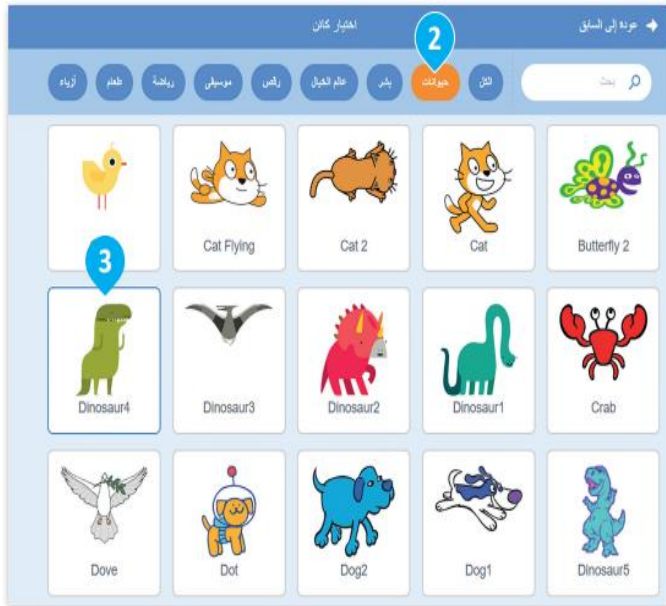 عوده إلى السابق
اختيار كائن
2
بحث
الكل
حيوانات
بشر
عالم الخيال
رقص
موسيقى
رياضة
طعام
أزياء
Butterfly 2
Cat
Cat 2
Cat Flying
3
Crab
Dinosaur1
Dinosaur2
Dinosaur3
Dinosaur4
Dinosaur5
Dog1
Dog2
Dot
Dove